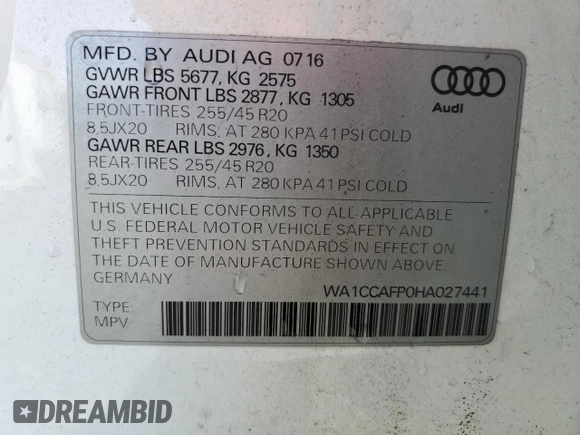 MFD. BY AUDI AG 07 16
GVWR LBS 5677, KG 2575
GAWR FRONT LBS 2877, KG 1305
FRONT-TIRES 255/45 R20
8,5JX20 RIMS, AT 280 KPA 41 PSI COLD
GAWR REAR LBS 2976, KG 1350
REAR-TIRES 255/45 R20
8,5JX20 RIMS, AT 280 KPA 41 PSI COLD
Audi
THIS VEHICLE CONFORMS TO ALL APPLICABLE
U.S. FEDERAL MOTOR VEHICLE SAFETY AND
THEFT PREVENTION STANDARDS IN EFFECT ON
THE DATE OF MANUFACTURE SHOWN ABOVE.
GERMANY
WA1CCAFP0HA027441
TYPE:
MPV
DREAMBID